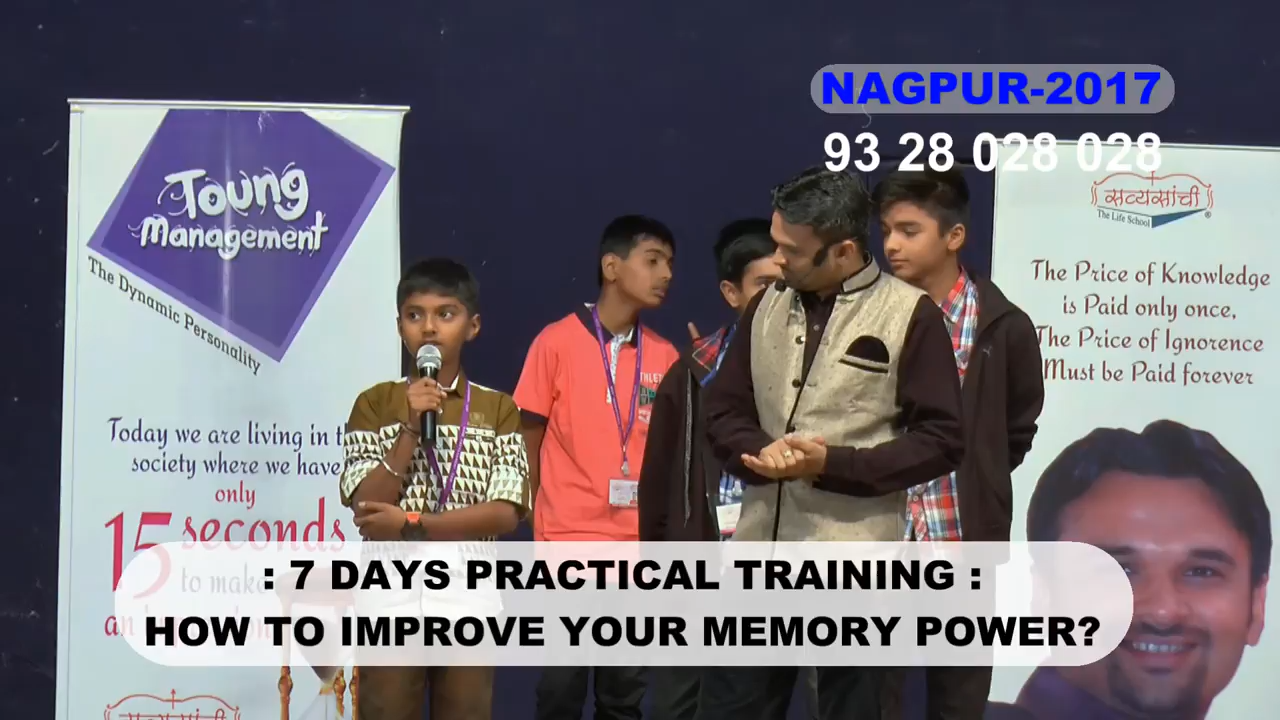 NAGPUR-2017
93 28 028 028
Young
Management
The Dynamic Personality
Today we are living in
society where we have
only
15 seconds
to make
सव्यसांची
The Life School
The Price of Knowledge
is Paid only once,
The Price of Ignorence
Must be Paid forever
: 7 DAYS PRACTICAL TRAINING :
HOW TO IMPROVE YOUR MEMORY POWER?